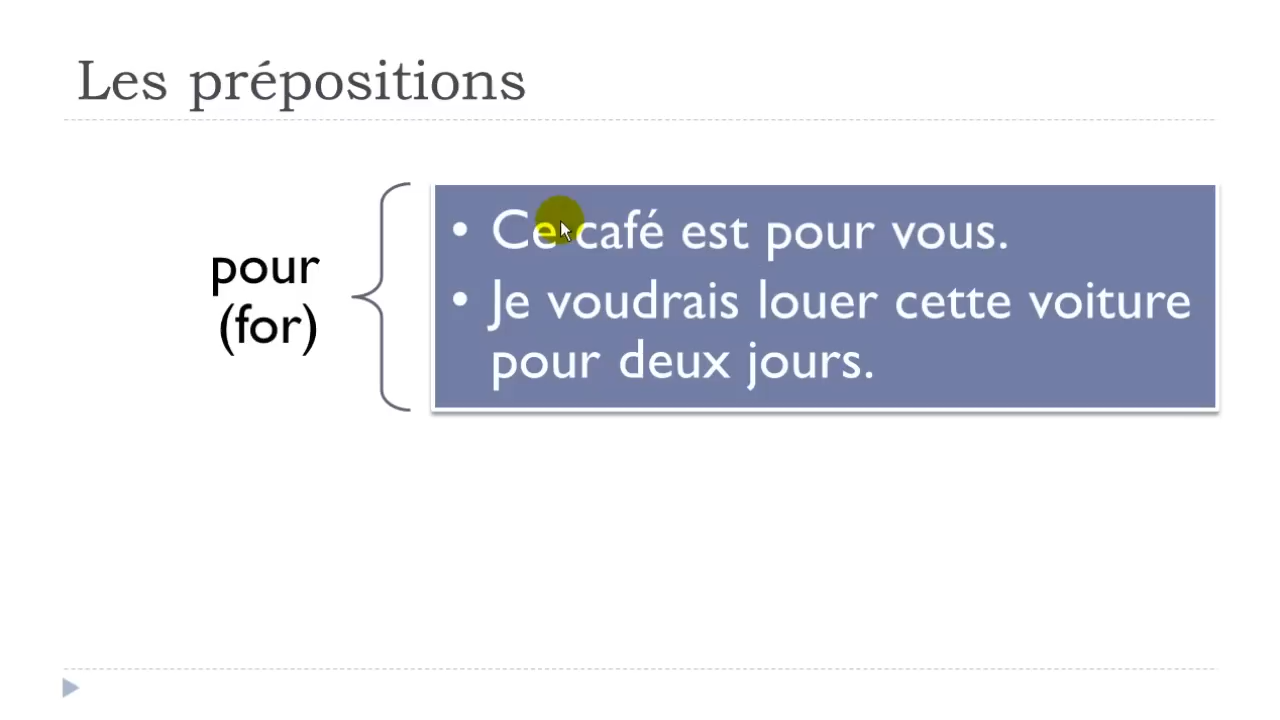 Les prépositions
pour
(for)
• Ce café est pour vous.
• Je voudrais louer cette voiture
pour deux jours.